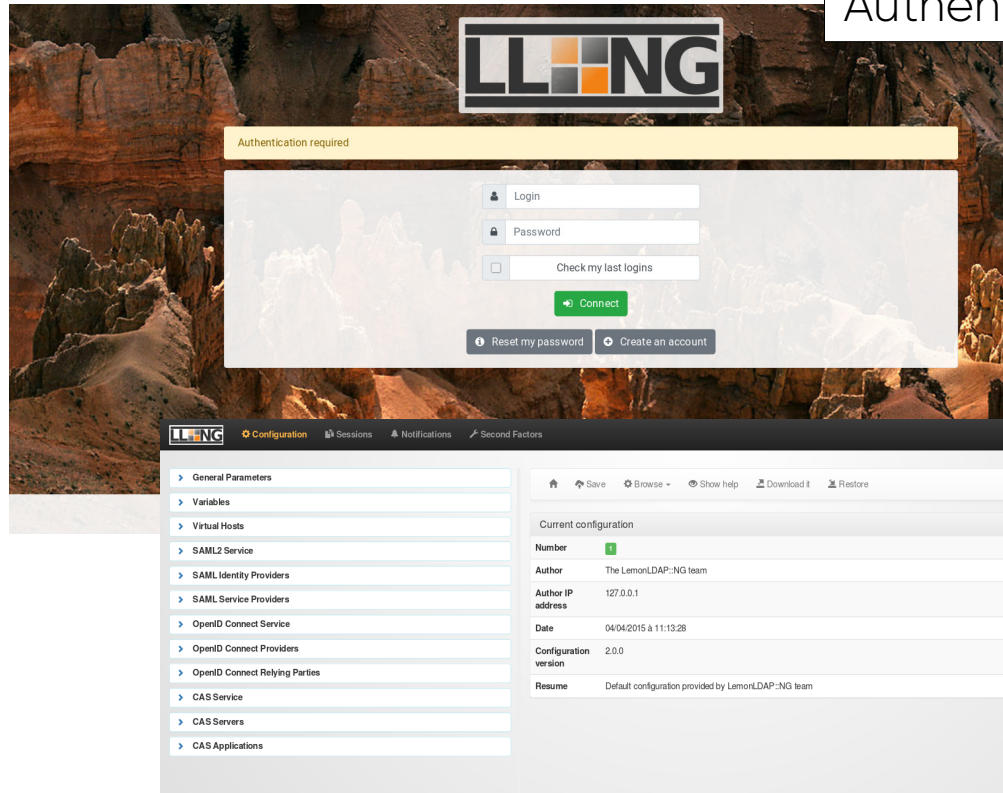 Authen
LL NG
Authentication required
Login
Password
Check my last logins
Connect
Reset my password Create an account
LL NG Configuration Sessions Notifications Second Factors
General Parameters
Variables
Virtual Hosts
SAML2 Service
SAML Identity Providers
SAML Service Providers
OpenID Connect Service
OpenID Connect Providers
OpenID Connect Relying Parties
CAS Service
CAS Servers
CAS Applications
Save Browse Show help Download it Restore
Current configuration
Number 1
Author The LemonLDAP::NG team
Author IP address 127.0.0.1
Date 04/04/2015 à 11:13:28
Configuration version 2.0.0
Resume Default configuration provided by LemonLDAP::NG team